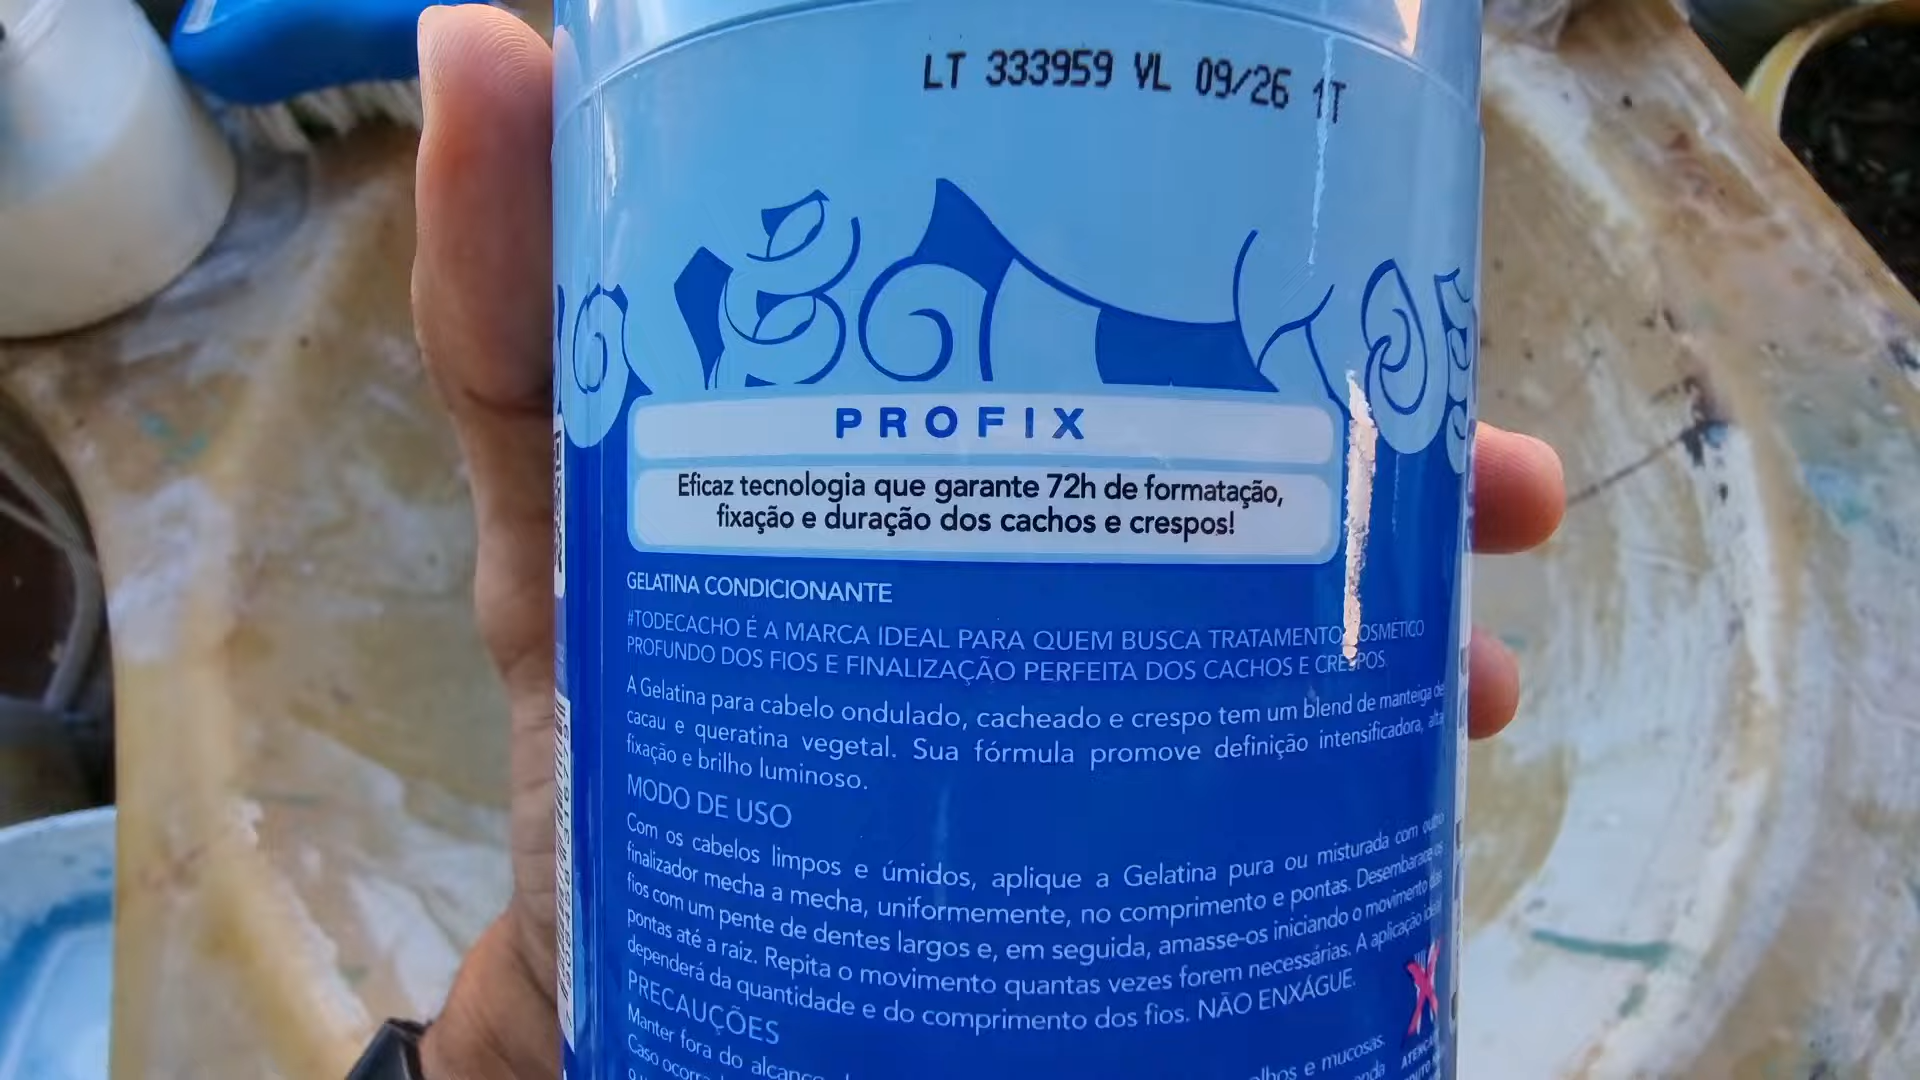 LT 333959 VL 09/26 1T
PROFIX
Eficaz tecnologia que garante 72h de formatação,
fixação e duração dos cachos e crespos!
GELATINA CONDICIONANTE
#TODECACHO É A MARCA IDEAL PARA QUEM BUSCA TRATAMENTO COSMÉTICO
PROFUNDO DOS FIOS E FINALIZAÇÃO PERFEITA DOS CACHOS E CRESPOS.
A Gelatina para cabelo ondulado, cacheado e crespo tem um blend de manteiga de
cacau e queratina vegetal. Sua fórmula promove definição intensificadora, alta
fixação e brilho luminoso.
MODO DE USO
Com os cabelos limpos e úmidos, aplique a Gelatina pura ou misturada com outro
finalizador mecha a mecha, uniformemente, no comprimento e pontas. Desembarace os
fios com um pente de dentes largos e, em seguida, amasse-os iniciando o movimento das
pontas até a raiz. Repita o movimento quantas vezes forem necessárias. A aplicação ideal
dependerá da quantidade e do comprimento dos fios. NÃO ENXÁGUE.
PRECAUÇÕES
Manter fora do olhos e mucosas.
Caso